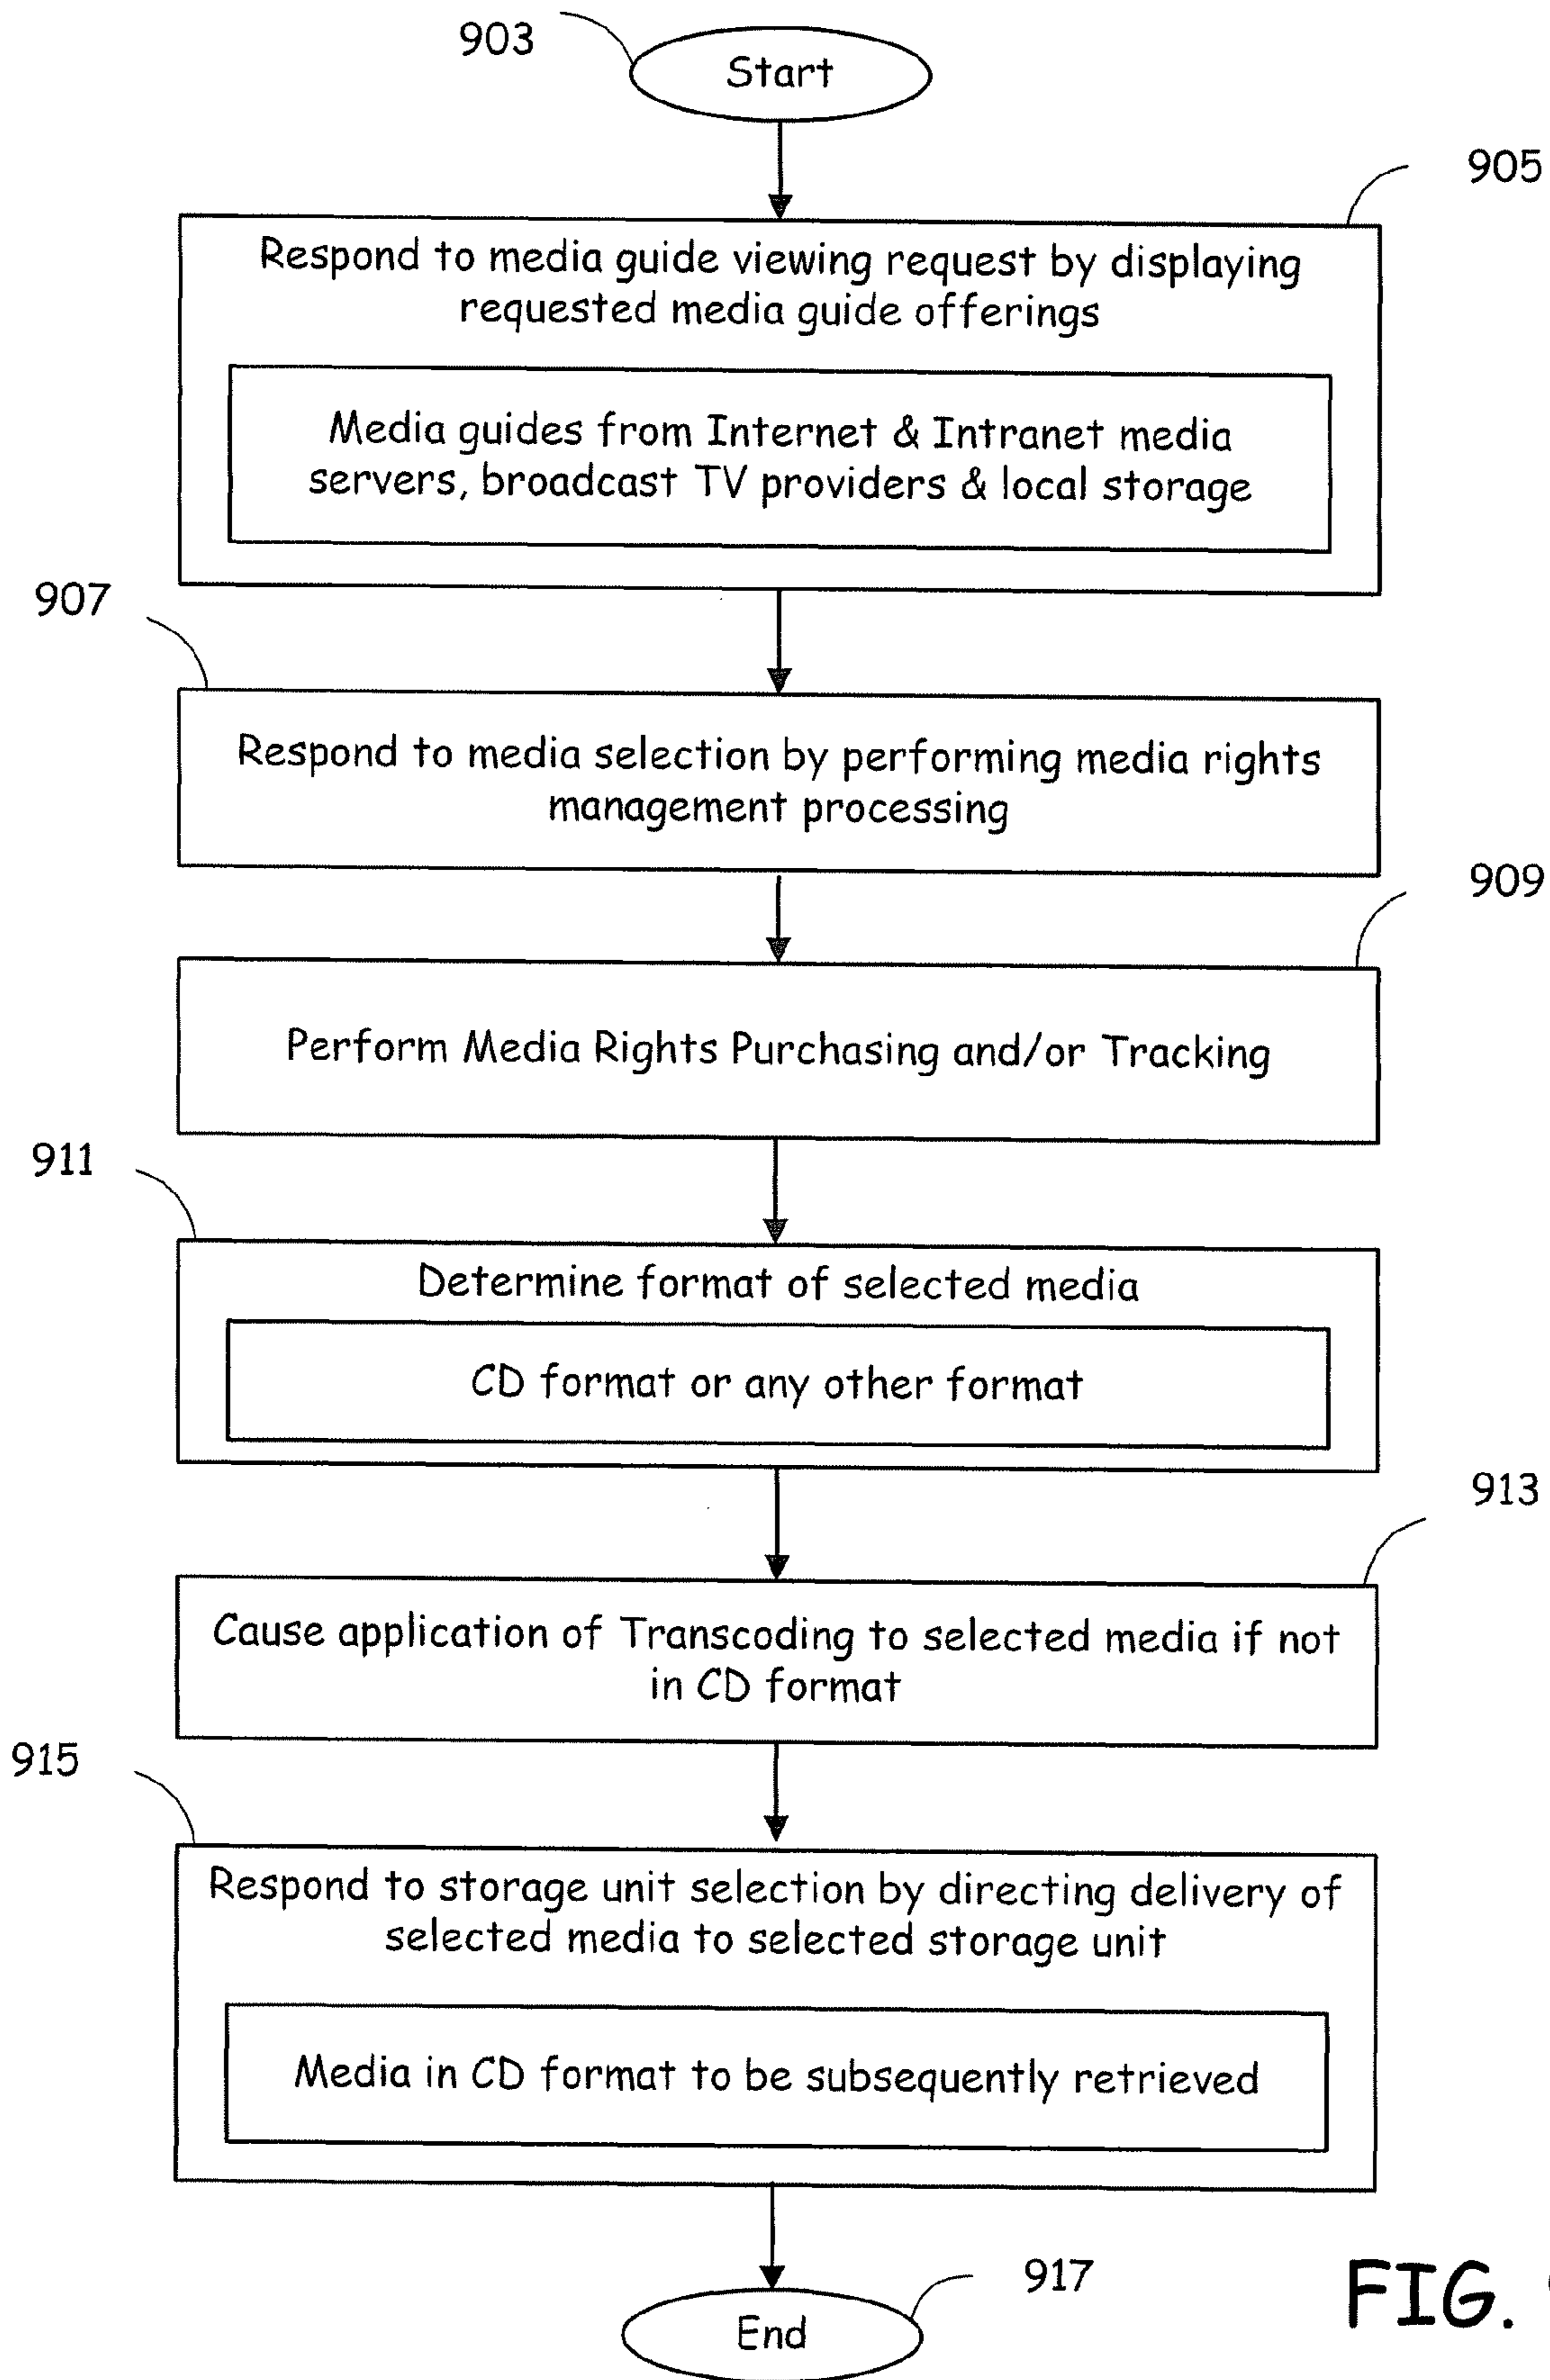 903
Start
905
Respond to media guide viewing request by displaying
requested media guide offerings
Media guides from Internet & Intranet media
servers, broadcast TV providers & local storage
907
Respond to media selection by performing media rights
management processing
909
Perform Media Rights Purchasing and/or Tracking
911
Determine format of selected media
CD format or any other format
913
Cause application of Transcoding to selected media if not
in CD format
915
Respond to storage unit selection by directing delivery of
selected media to selected storage unit
Media in CD format to be subsequently retrieved
917
End
FIG.